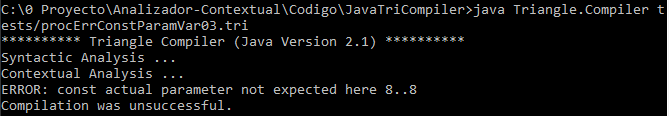 C:\0 Proyecto\Analizador-Contextual\Codigo\JavaTriCompiler>java Triangle.Compiler t
ests/procErrConstParamVar03.tri
********** Triangle Compiler (Java Version 2.1) **********
Syntactic Analysis ...
Contextual Analysis ...
ERROR: const actual parameter not expected here 8..8
Compilation was unsuccessful.